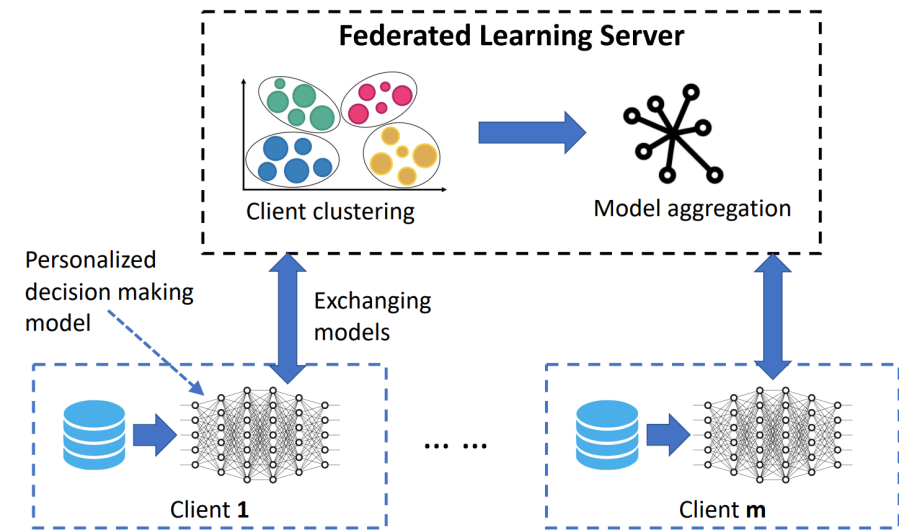 Federated Learning Server
Client clustering
Model aggregation
Personalized
decision making
model
Exchanging
models
... ...
Client 1
Client m